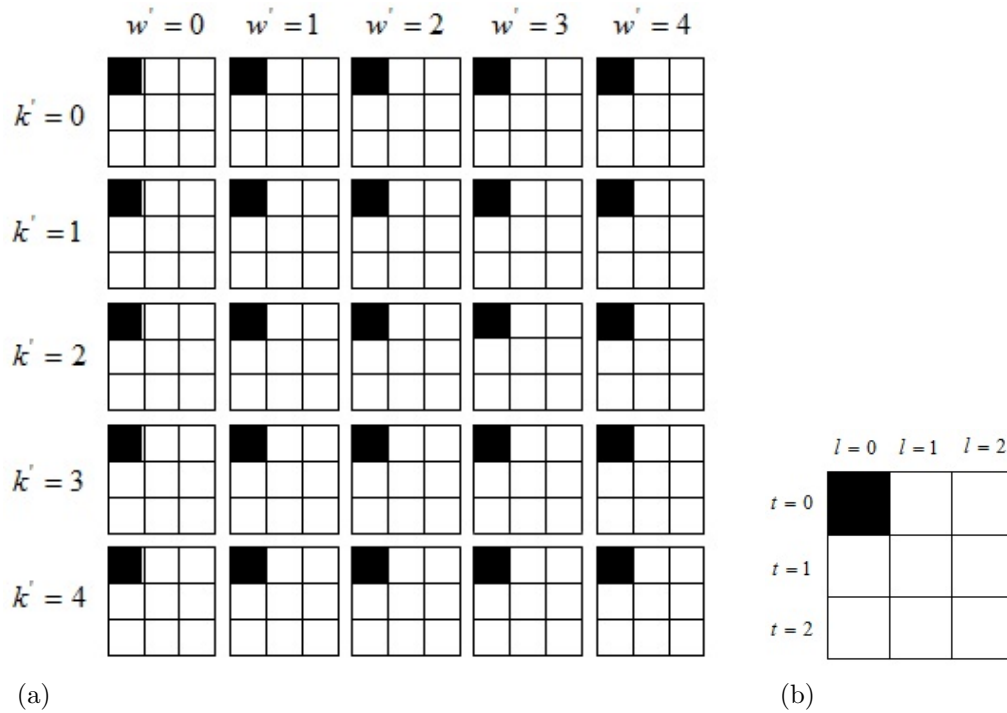 w' = 0 w' = 1 w' = 2 w' = 3 w' = 4
k' = 0
k' = 1
k' = 2
k' = 3
k' = 4
l = 0 l = 1 l = 2
t = 0
t = 1
t = 2
(a) (b)